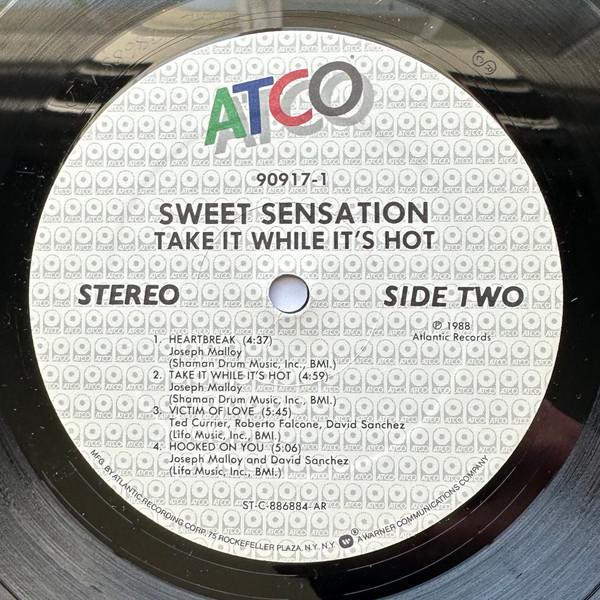 ATCO
90917-1
SWEET SENSATION
TAKE IT WHILE IT'S HOT
STEREO
SIDE TWO
℗ 1988
Atlantic Records
1. HEARTBREAK (4:37)
Joseph Malloy
(Shaman Drum Music, Inc., BMI.)
2. TAKE IT WHILE IT'S HOT (4:59)
Joseph Malloy
(Shaman Drum Music, Inc., BMI.)
3. VICTIM OF LOVE (5:45)
Ted Currier, Roberto Falcone, David Sanchez
(Lifo Music, Inc., BMI.)
4. HOOKED ON YOU (5:06)
Joseph Malloy and David Sanchez
(Lifo Music, Inc., BMI.)
ST-C-886884-AR
MFG. BY ATLANTIC RECORDING CORP. 75 ROCKEFELLER PLAZA, N.Y. N.Y. ® A WARNER COMMUNICATIONS COMPANY